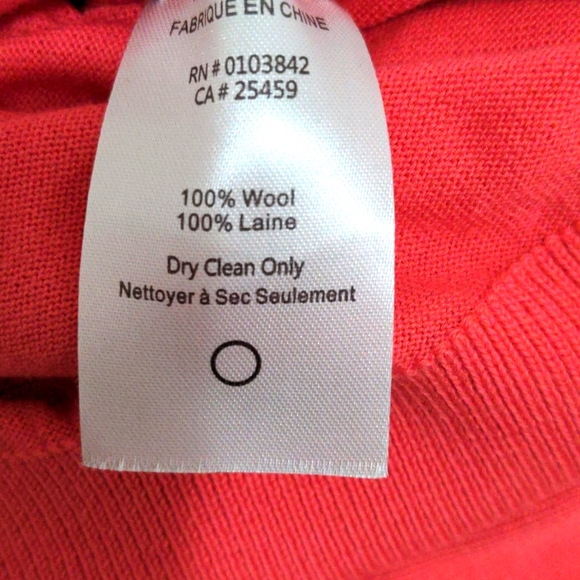 FABRIQUE EN CHINE
RN # 0103842
CA # 25459
100% Wool
100% Laine
Dry Clean Only
Nettoyer à Sec Seulement